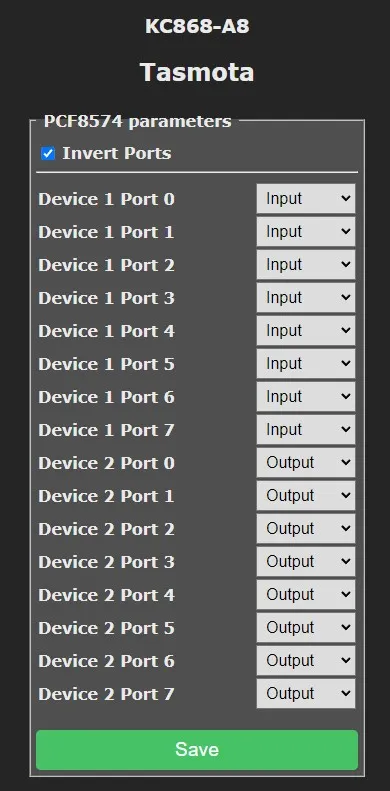 KC868-A8
Tasmota
PCF8574 parameters
Invert Ports
Device 1 Port 0 Input
Device 1 Port 1 Input
Device 1 Port 2 Input
Device 1 Port 3 Input
Device 1 Port 4 Input
Device 1 Port 5 Input
Device 1 Port 6 Input
Device 1 Port 7 Input
Device 2 Port 0 Output
Device 2 Port 1 Output
Device 2 Port 2 Output
Device 2 Port 3 Output
Device 2 Port 4 Output
Device 2 Port 5 Output
Device 2 Port 6 Output
Device 2 Port 7 Output
Save